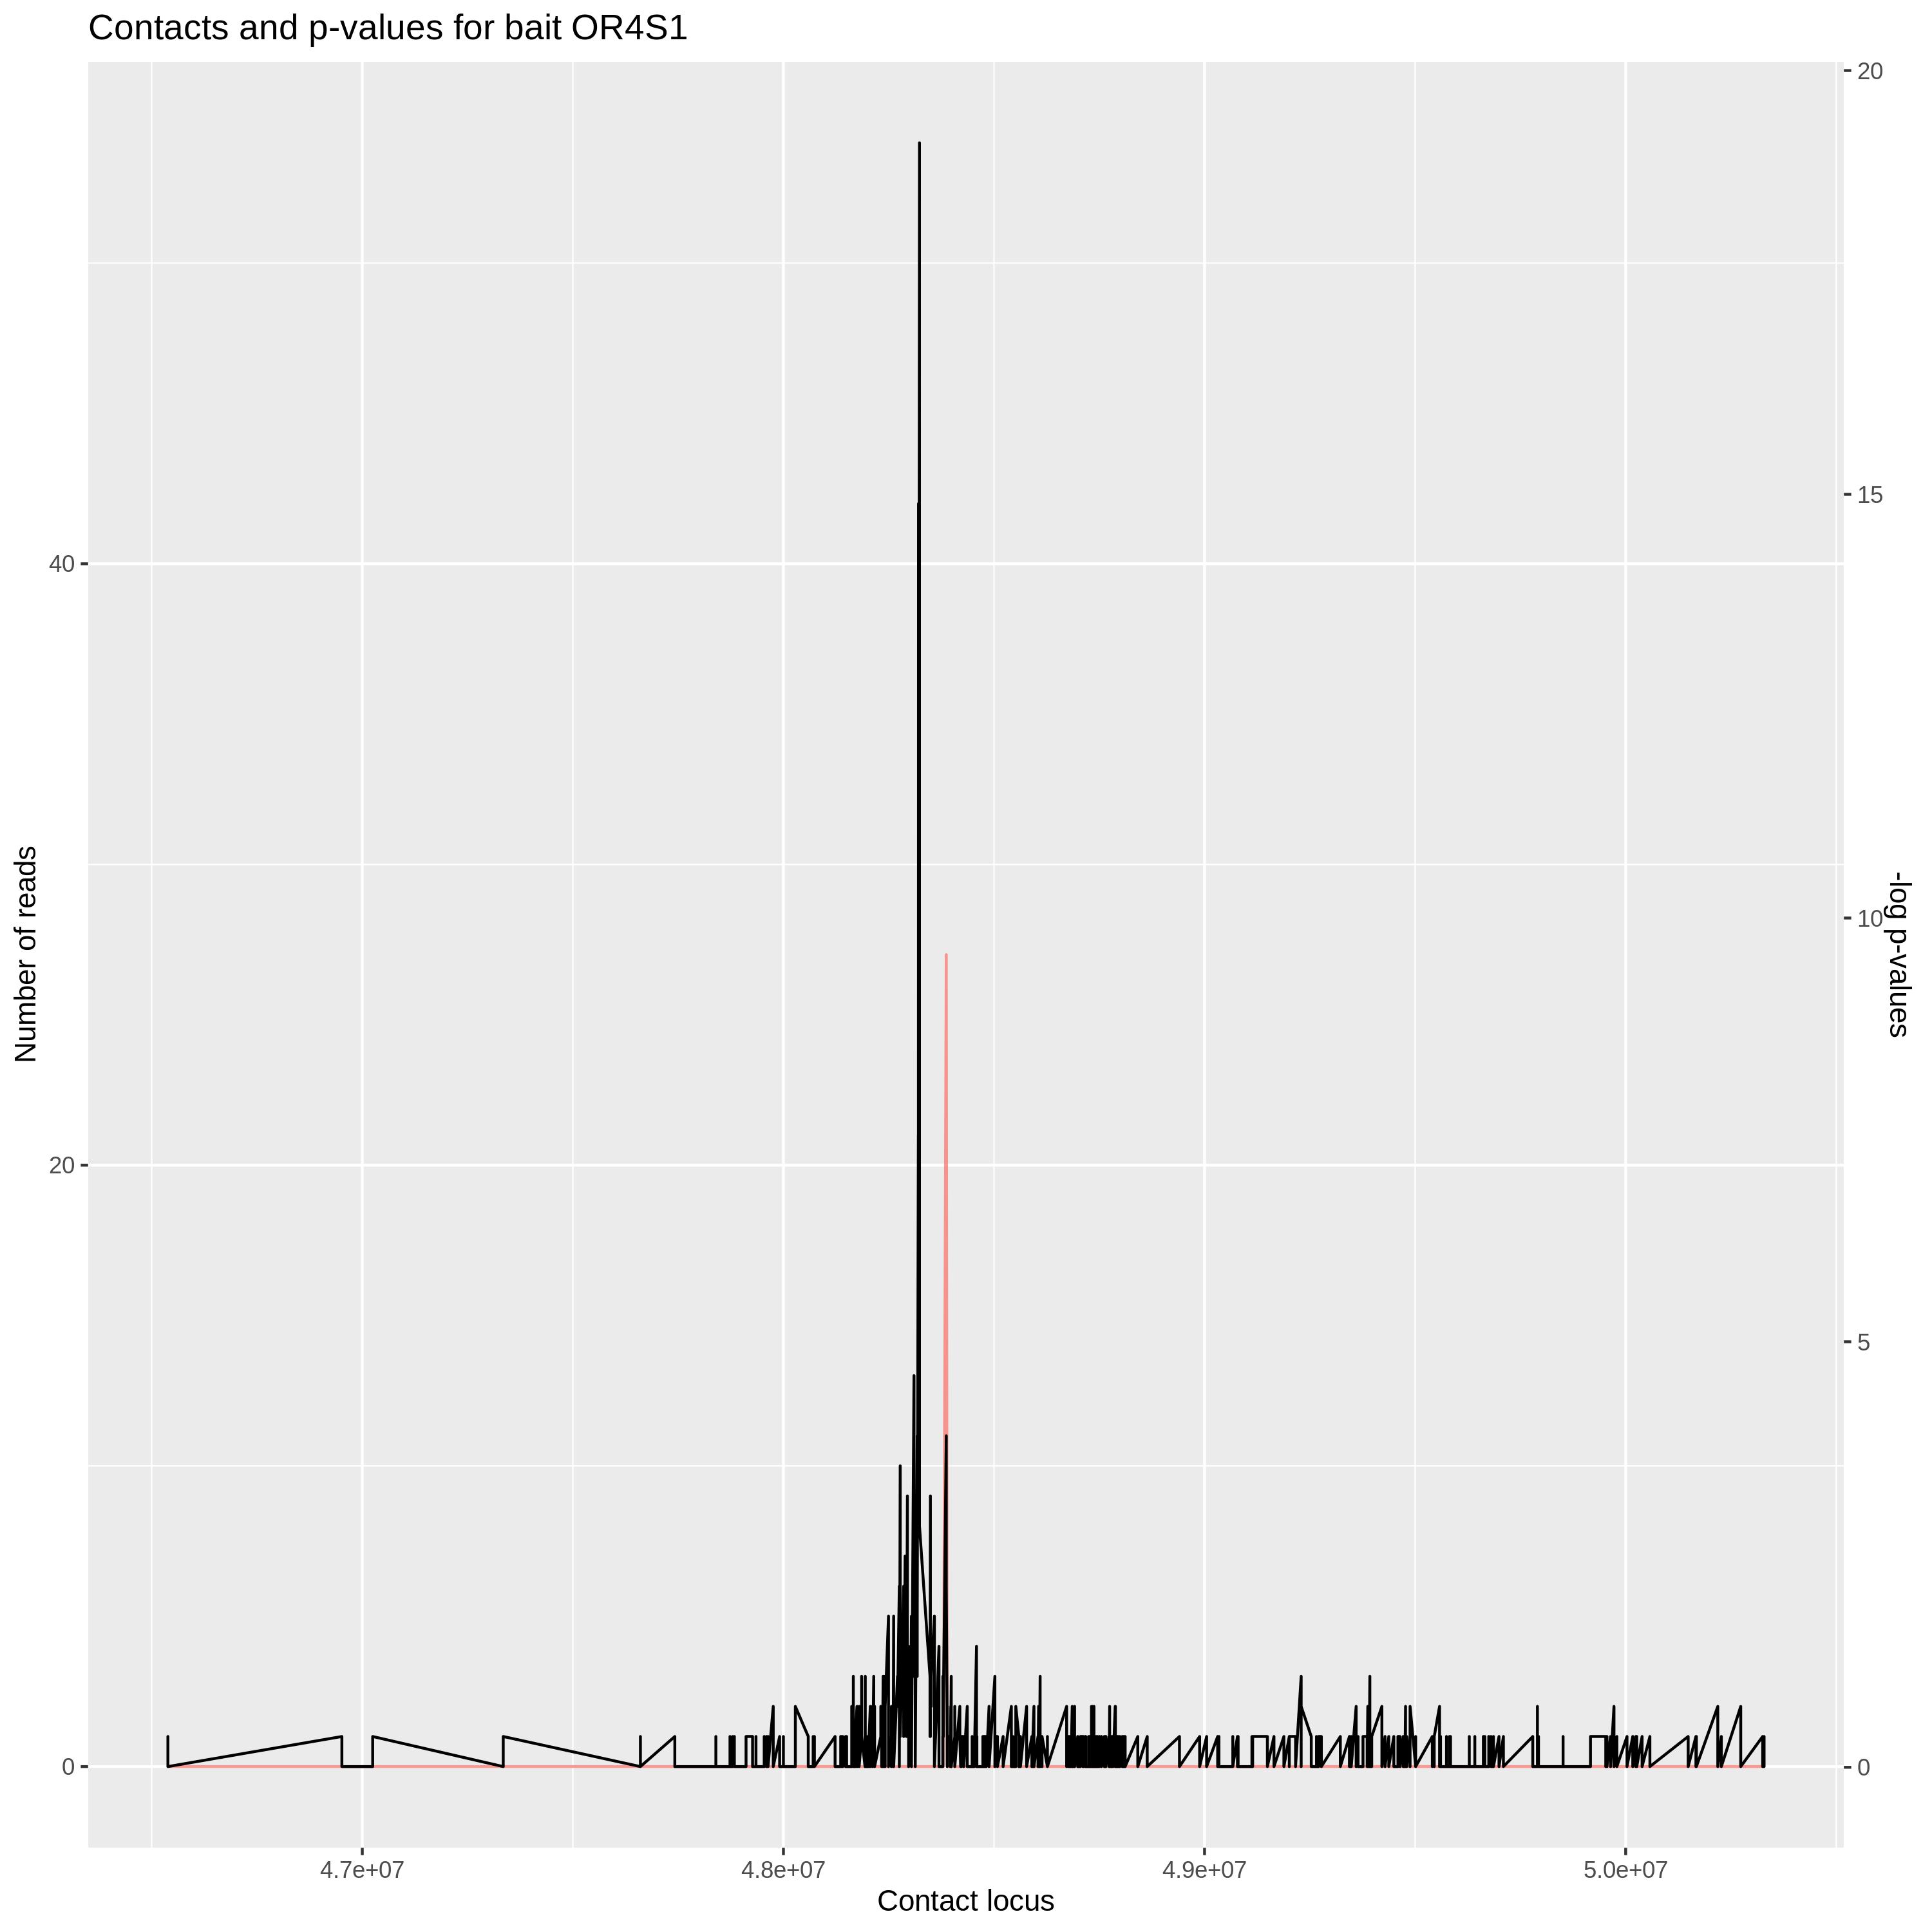 Contacts and p-values for bait OR4S1
20
15
40
Number of reads
-log p-values
10
20
5
0
0
4.7e+07
4.8e+07
4.9e+07
5.0e+07
Contact locus